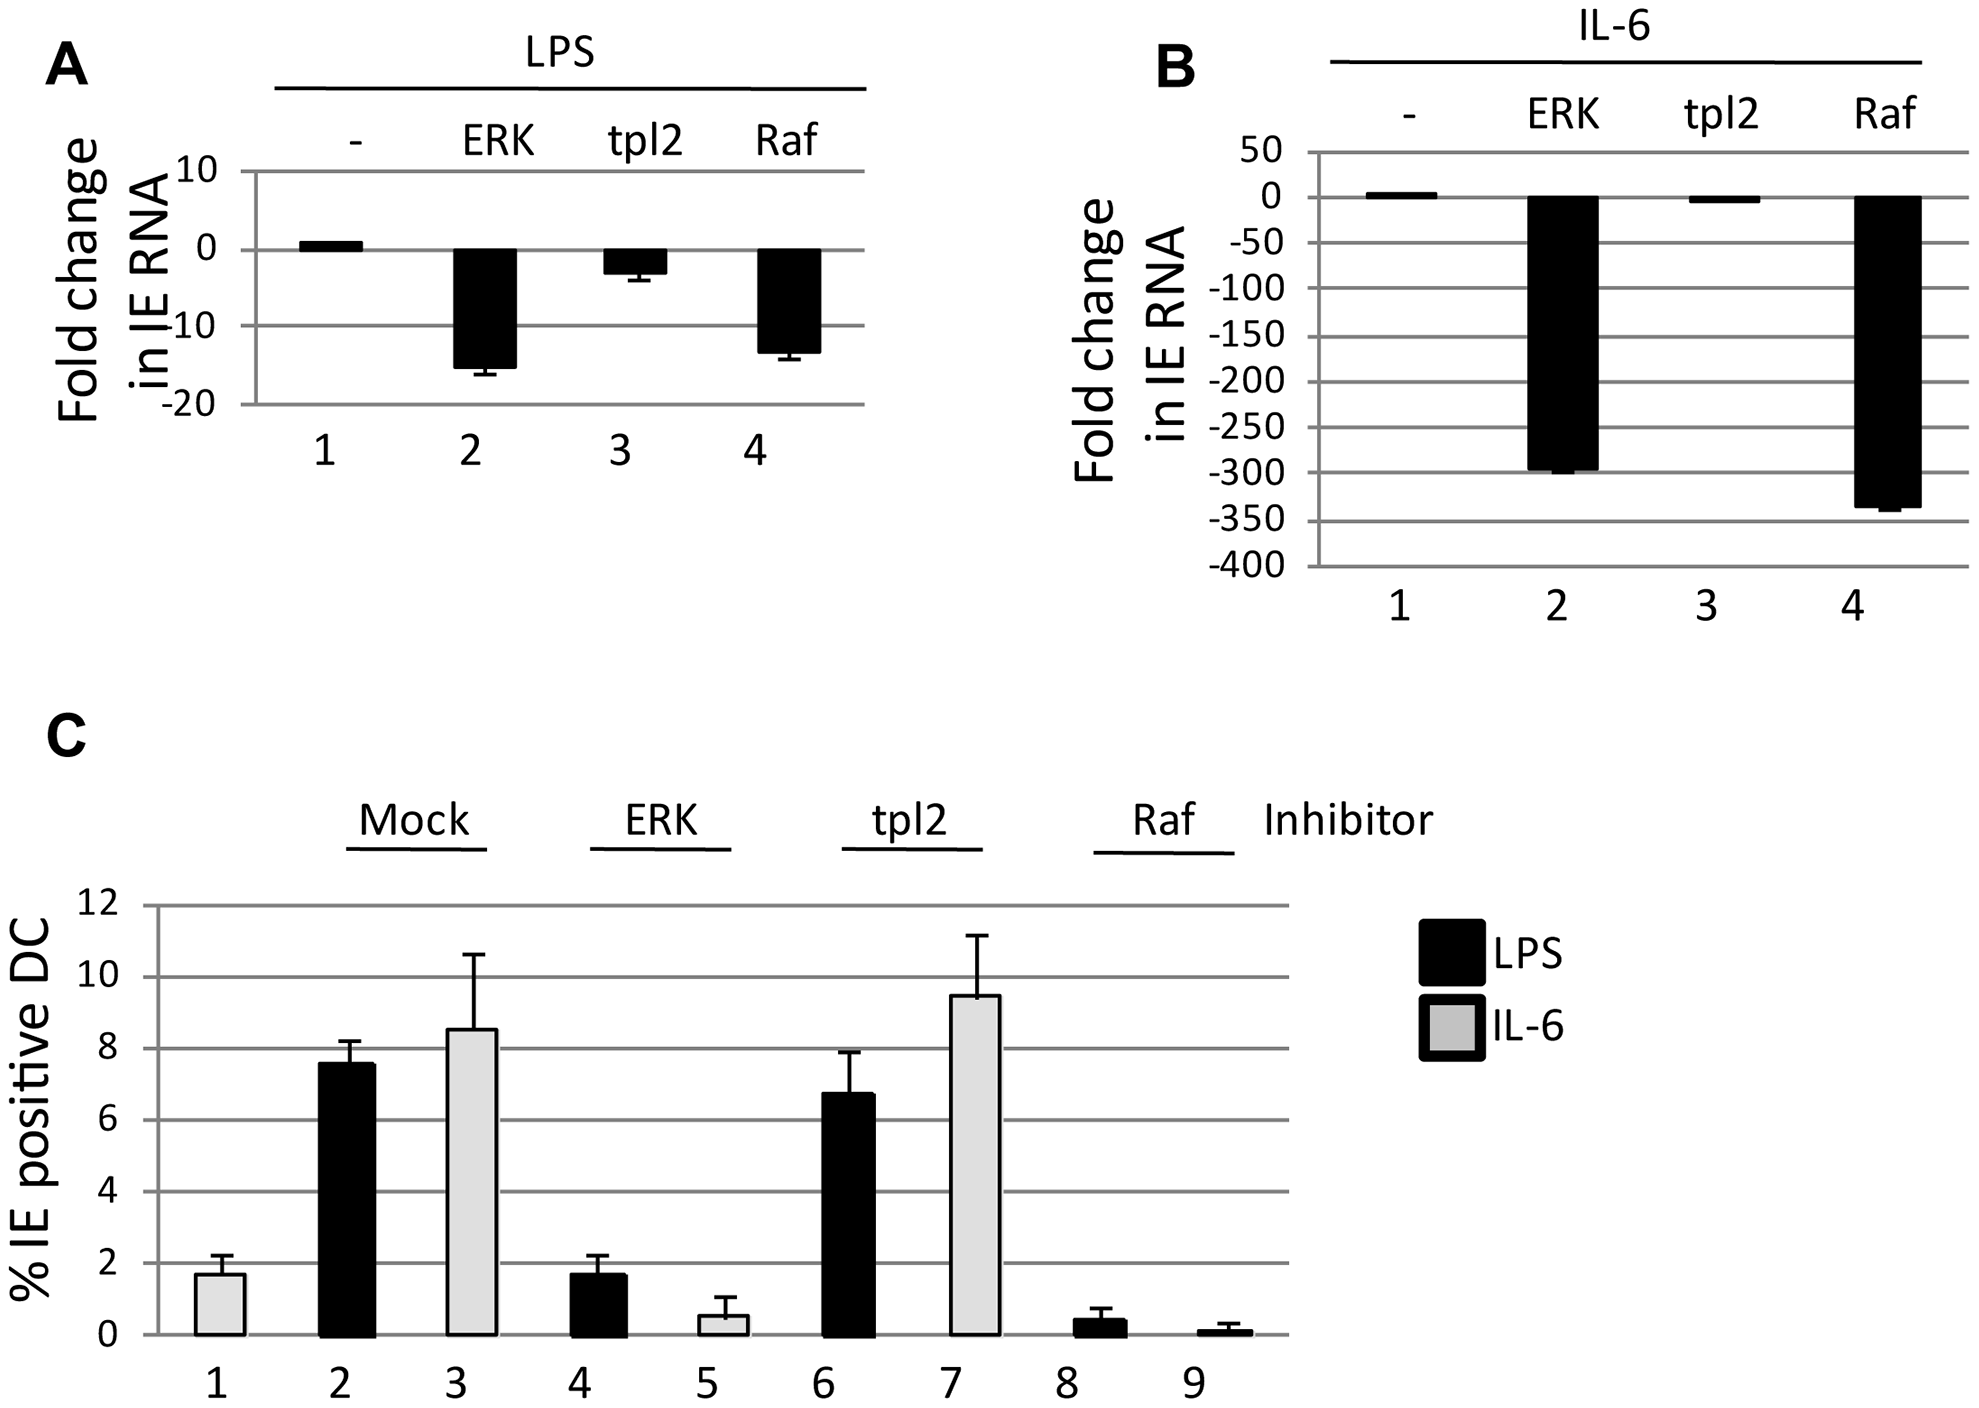 A
LPS
- ERK tpl2 Raf
Fold change
in IE RNA
10
0
-10
-20
1 2 3 4
B
IL-6
- ERK tpl2 Raf
Fold change
in IE RNA
50
0
-50
-100
-150
-200
-250
-300
-350
-400
1 2 3 4
C
Mock ERK tpl2 Raf Inhibitor
% IE positive DC
12
10
8
6
4
2
0
1 2 3 4 5 6 7 8 9
LPS
IL-6